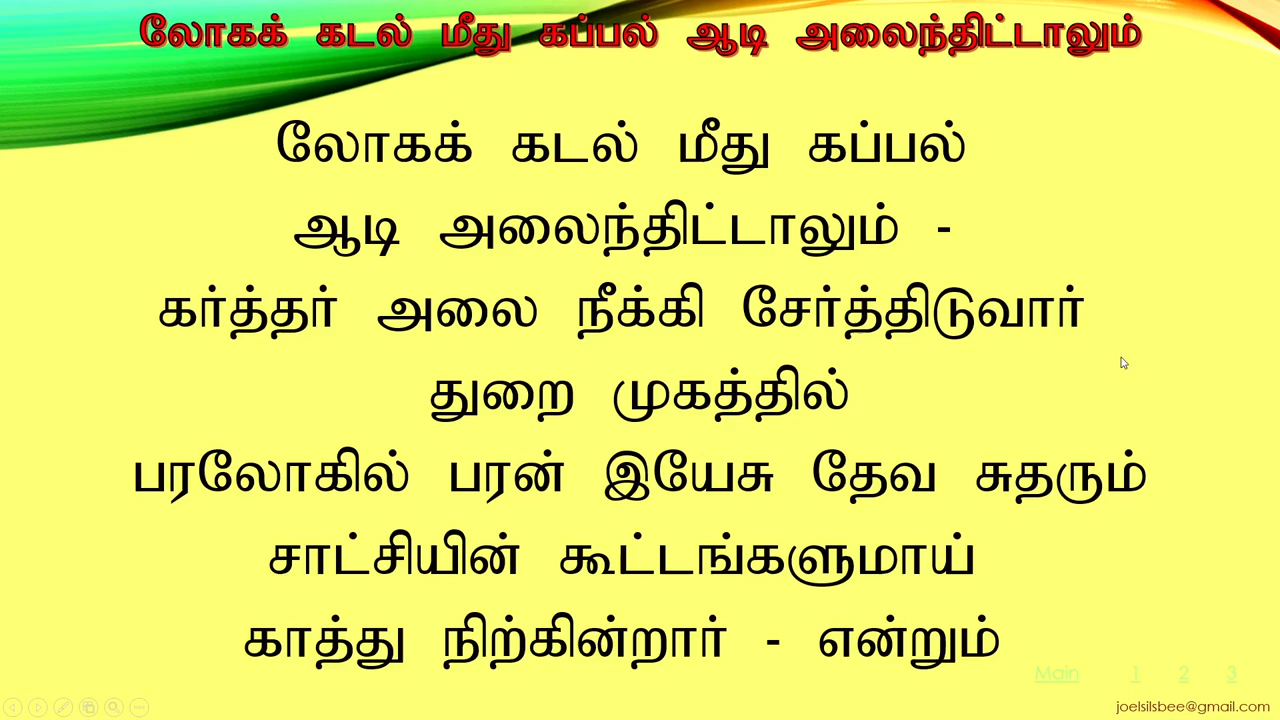 லோகக் கடல் மீது கப்பல் ஆடி அலைந்திட்டாலும்
லோகக் கடல் மீது கப்பல்
ஆடி அலைந்திட்டாலும் -
கர்த்தர் அலை நீக்கி சேர்த்திடுவார்
துறை முகத்தில்
பரலோகில் பரன் இயேசு தேவ சுதரும்
சாட்சியின் கூட்டங்களுமாய்
காத்து நிற்கின்றார் - என்றும்
Main 1 2 3
joelsilsbee@gmail.com